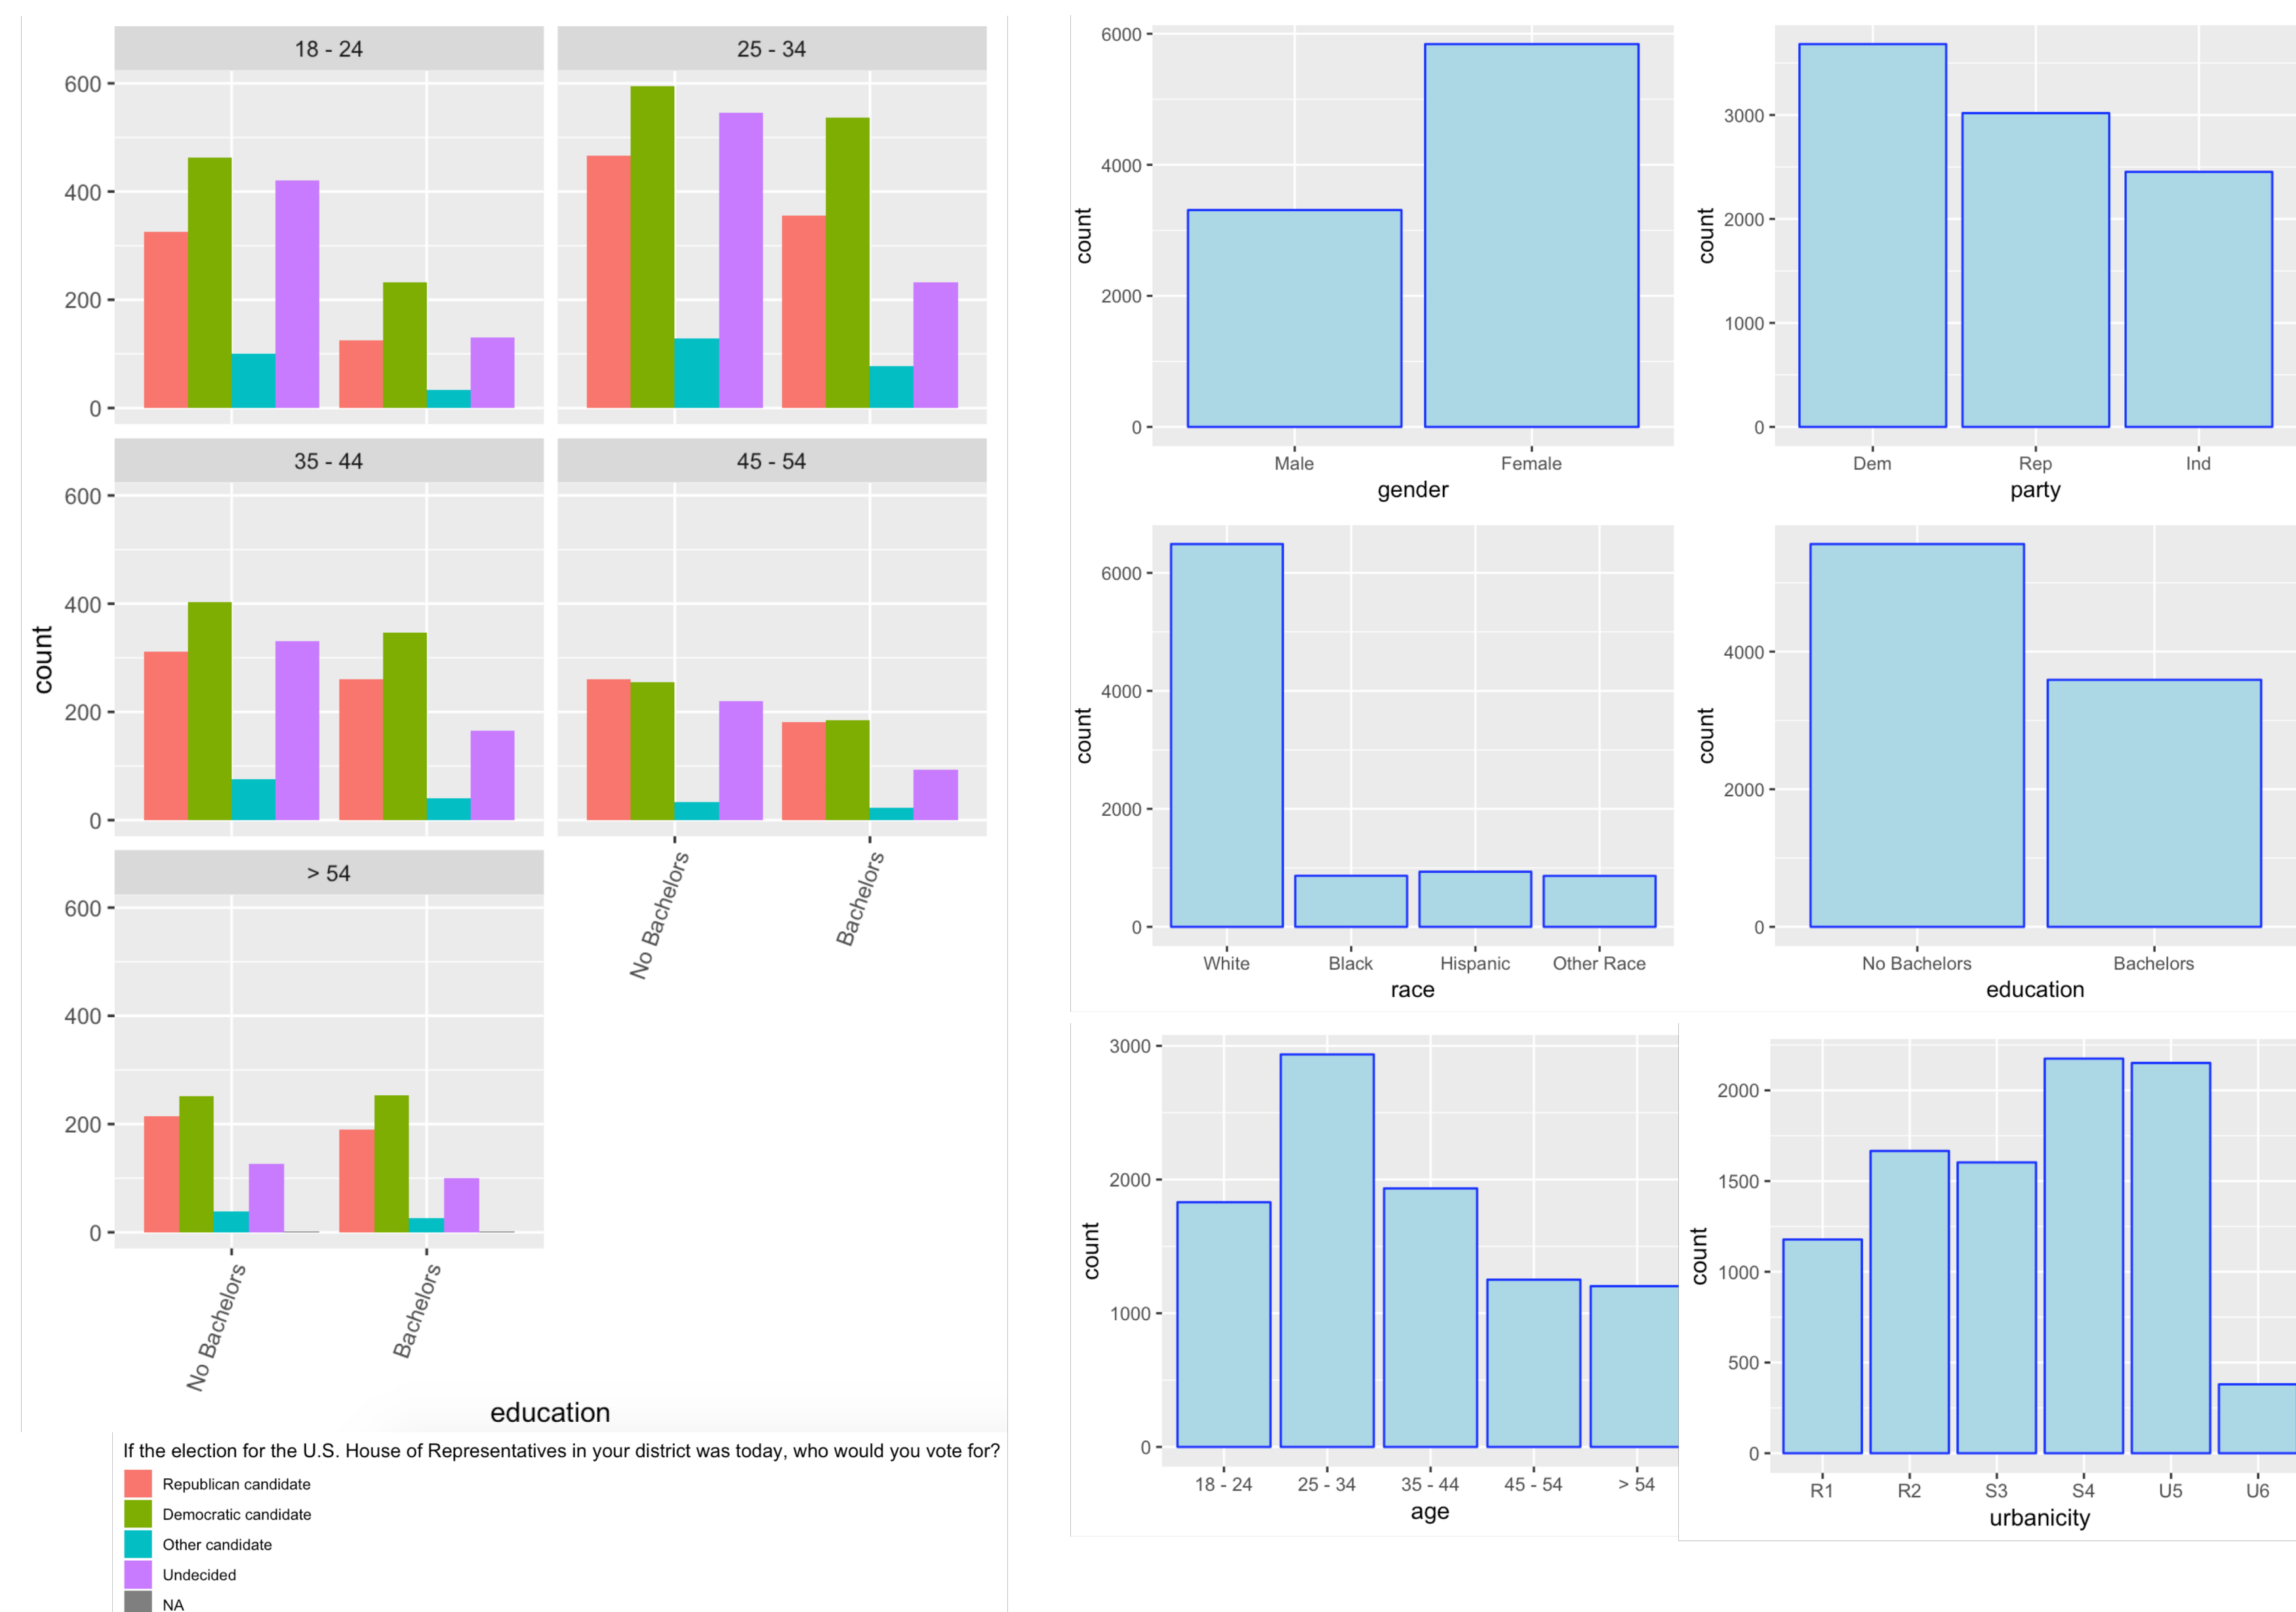 18 - 24
25 - 34
600
400
200
0
35 - 44
45 - 54
600
400
200
0
count
> 54
No Bachelors
Bachelors
600
400
200
0
No Bachelors
Bachelors
education
If the election for the U.S. House of Representatives in your district was today, who would you vote for?
Republican candidate
Democratic candidate
Other candidate
Undecided
NA
6000
4000
2000
0
count
Male
Female
gender
3000
2000
1000
0
count
Dem
Rep
Ind
party
6000
4000
2000
0
count
White
Black
Hispanic
Other Race
race
4000
2000
0
count
No Bachelors
Bachelors
education
3000
2000
1000
0
count
18 - 24
25 - 34
35 - 44
45 - 54
> 54
age
2000
1500
1000
500
0
count
R1
R2
S3
S4
U5
U6
urbanicity